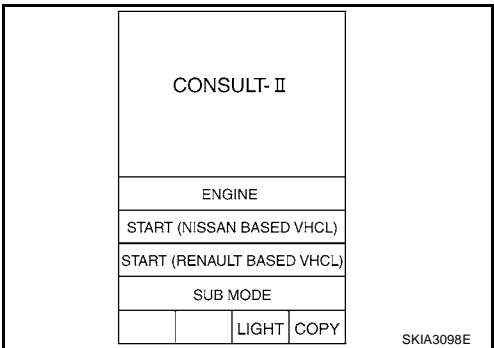 CONSULT-Ⅱ
ENGINE
START (NISSAN BASED VHCL)
START (RENAULT BASED VHCL)
SUB MODE
LIGHT COPY
SKIA3098E